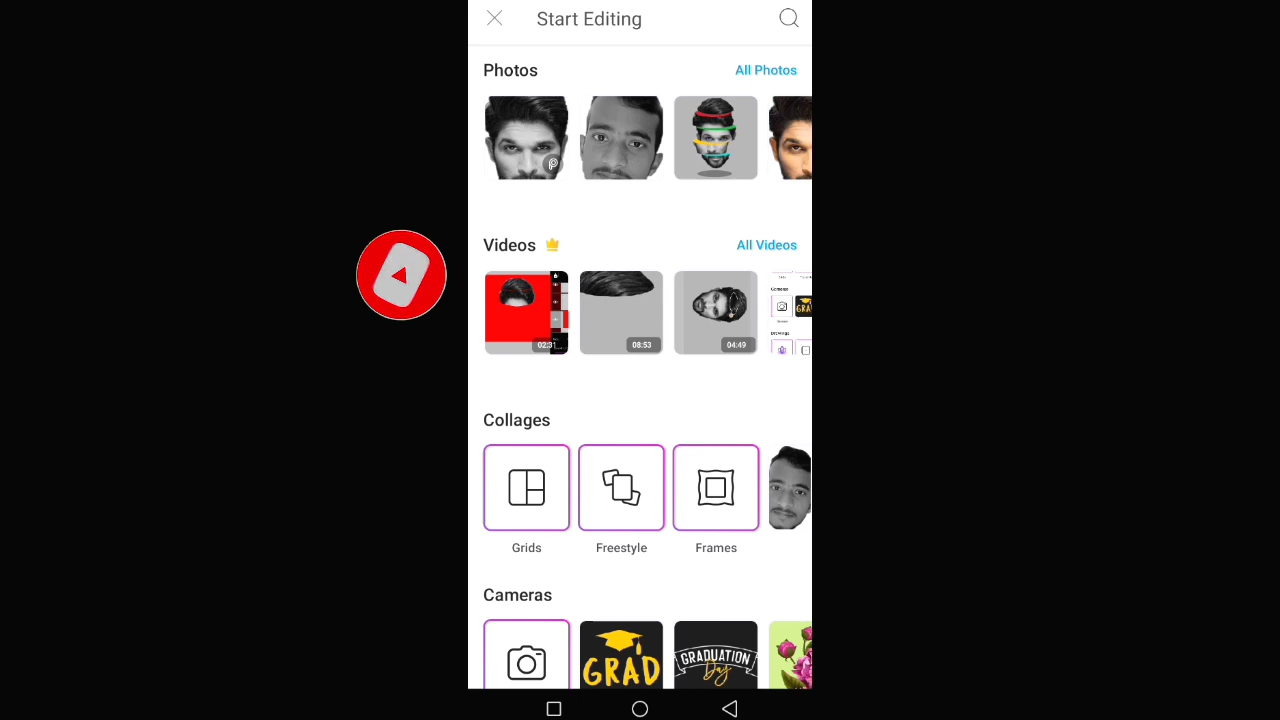 Start Editing
Photos
All Photos
Videos
All Videos
02:31
08:53
04:49
Collages
Grids
Freestyle
Frames
Cameras
GRAD
GRADUATION
Day